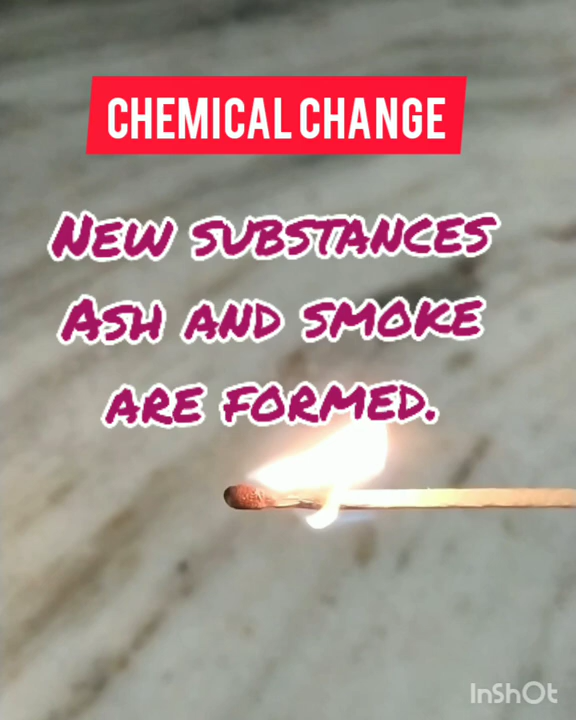 CHEMICAL CHANGE
NEW SUBSTANCES
ASH AND SMOKE
ARE FORMED.
InShOt